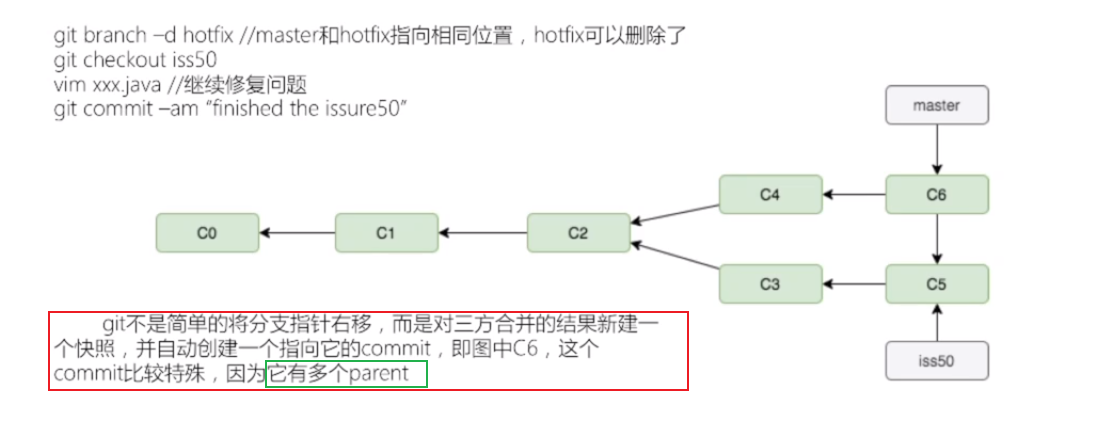 git branch –d hotfix //master和hotfix指向相同位置，hotfix可以删除了
git checkout iss50
vim xxx.java //继续修复问题
git commit –am “finished the issure50”
master
C4
C6
C0
C1
C2
C3
C5
git不是简单的将分支指针右移，而是对三方合并的结果新建一
个快照，并自动创建一个指向它的commit，即图中C6，这个
commit比较特殊，因为它有多个parent
iss50